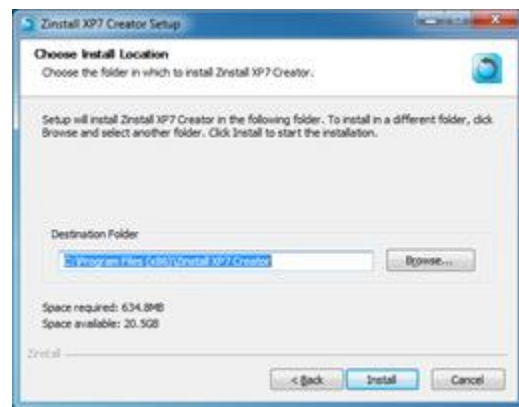 Zinstall XP7 Creator Setup
Choose Install Location
Choose the folder in which to install Zinstall XP7 Creator.
Setup will install Zinstall XP7 Creator in the following folder. To install in a different folder, click
Browse and select another folder. Click Install to start the installation.
Destination Folder
C:\Program Files (x86)\Zinstall XP7 Creator
Browse...
Space required: 634.8MB
Space available: 20.5GB
Zinstall
< Back
Install
Cancel